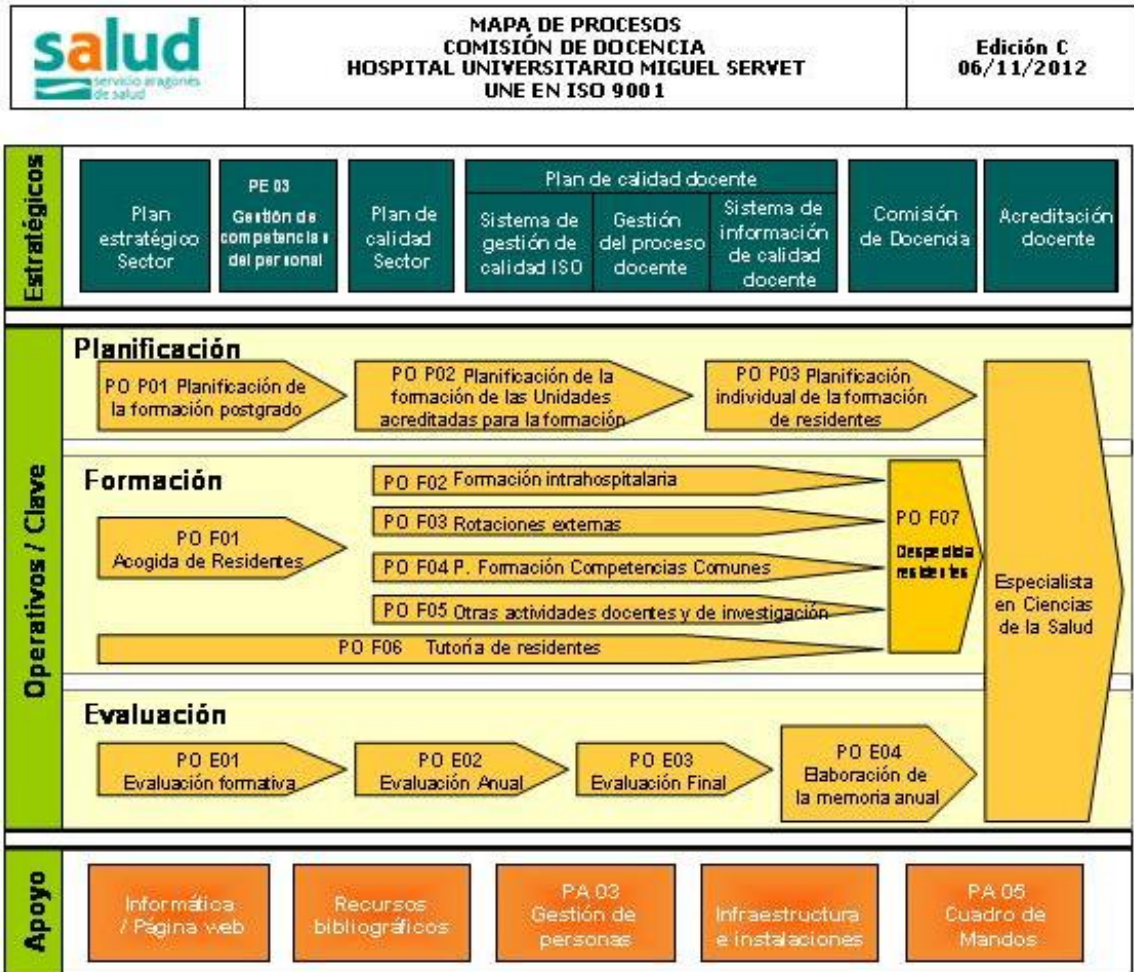 salud
servicio aragonés
de salud
MAPA DE PROCESOS
COMISIÓN DE DOCENCIA
HOSPITAL UNIVERSITARIO MIGUEL SERVET
UNE EN ISO 9001
Edición C
06/11/2012
Estratégicos
Plan
estratégico
Sector
PE 03
Gestión de
competencias
del personal
Plan de
calidad
Sector
Plan de calidad docente
Sistema de
gestión de
calidad ISO
Gestión
del proceso
docente
Sistema de
información
de calidad
docente
Comisión
de Docencia
Acreditación
docente
Operativos / Clave
Planificación
PO P01 Planificación de
la formación postgrado
PO P02 Planificación de la
formación de las Unidades
acreditadas para la formación
PO P03 Planificación
individual de la formación
de residentes
Formación
PO F01
Acogida de Residentes
PO F02 Formación intrahospitalaria
PO F03 Rotaciones externas
PO F04 P. Formación Competencias Comunes
PO F05 Otras actividades docentes y de investigación
PO F06 Tutoría de residentes
PO F07
Despedida
residentes
Especialista
en Ciencias
de la Salud
Evaluación
PO E01
Evaluación formativa
PO E02
Evaluación Anual
PO E03
Evaluación Final
PO E04
Elaboración de
la memoria anual
Apoyo
Informática
/ Página web
Recursos
bibliográficos
PA 03
Gestión de
personas
Infraestructura
e instalaciones
PA 05
Cuadro de
Mandos